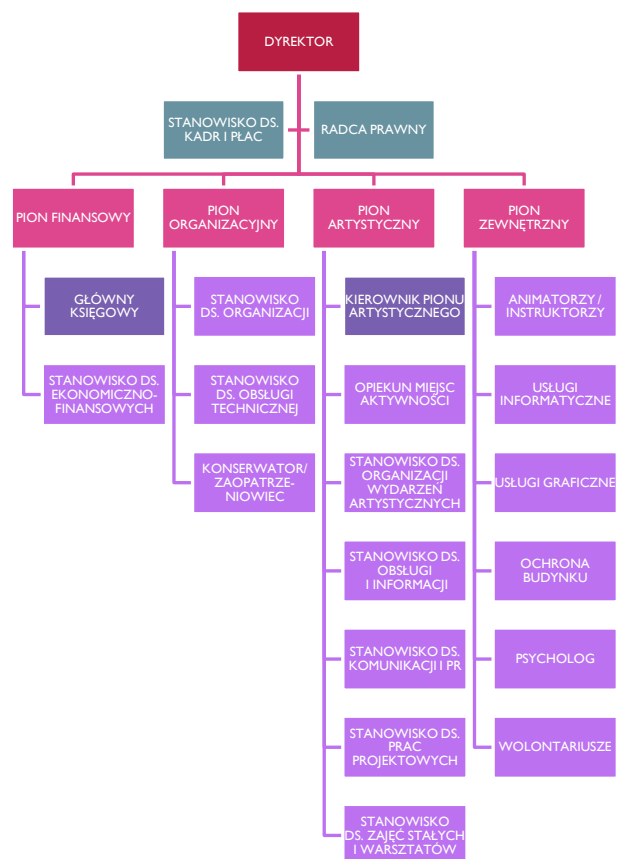 DYREKTOR
STANOWISKO DS.
KADR I PŁAC
RADCA PRAWNY
PION FINANSOWY
PION
ORGANIZACYJNY
PION
ARTYSTYCZNY
PION
ZEWNĘTRZNY
GŁÓWNY
KSIĘGOWY
STANOWISKO DS.
EKONOMICZNO-
FINANSOWYCH
STANOWISKO
DS. ORGANIZACJI
STANOWISKO
DS. OBSŁUGI
TECHNICZNEJ
KONSERWATOR/
ZAOPATRZE-
NIOWIEC
KIEROWNIK PIONU
ARTYSTYCZNEGO
OPIEKUN MIEJSC
AKTYWNOŚCI
STANOWISKO DS.
ORGANIZACJI
WYDARZEŃ
ARTYSTYCZNYCH
STANOWISKO DS.
OBSŁUGI
I INFORMACJI
STANOWISKO DS.
KOMUNIKACJI I PR
STANOWISKO DS.
PRAC
PROJEKTOWYCH
STANOWISKO
DS. ZAJĘĆ STAŁYCH
I WARSZTATÓW
ANIMATORZY /
INSTRUKTORZY
USŁUGI
INFORMATYCZNE
USŁUGI GRAFICZNE
OCHRONA
BUDYNKU
PSYCHOLOG
WOLONTARIUSZE